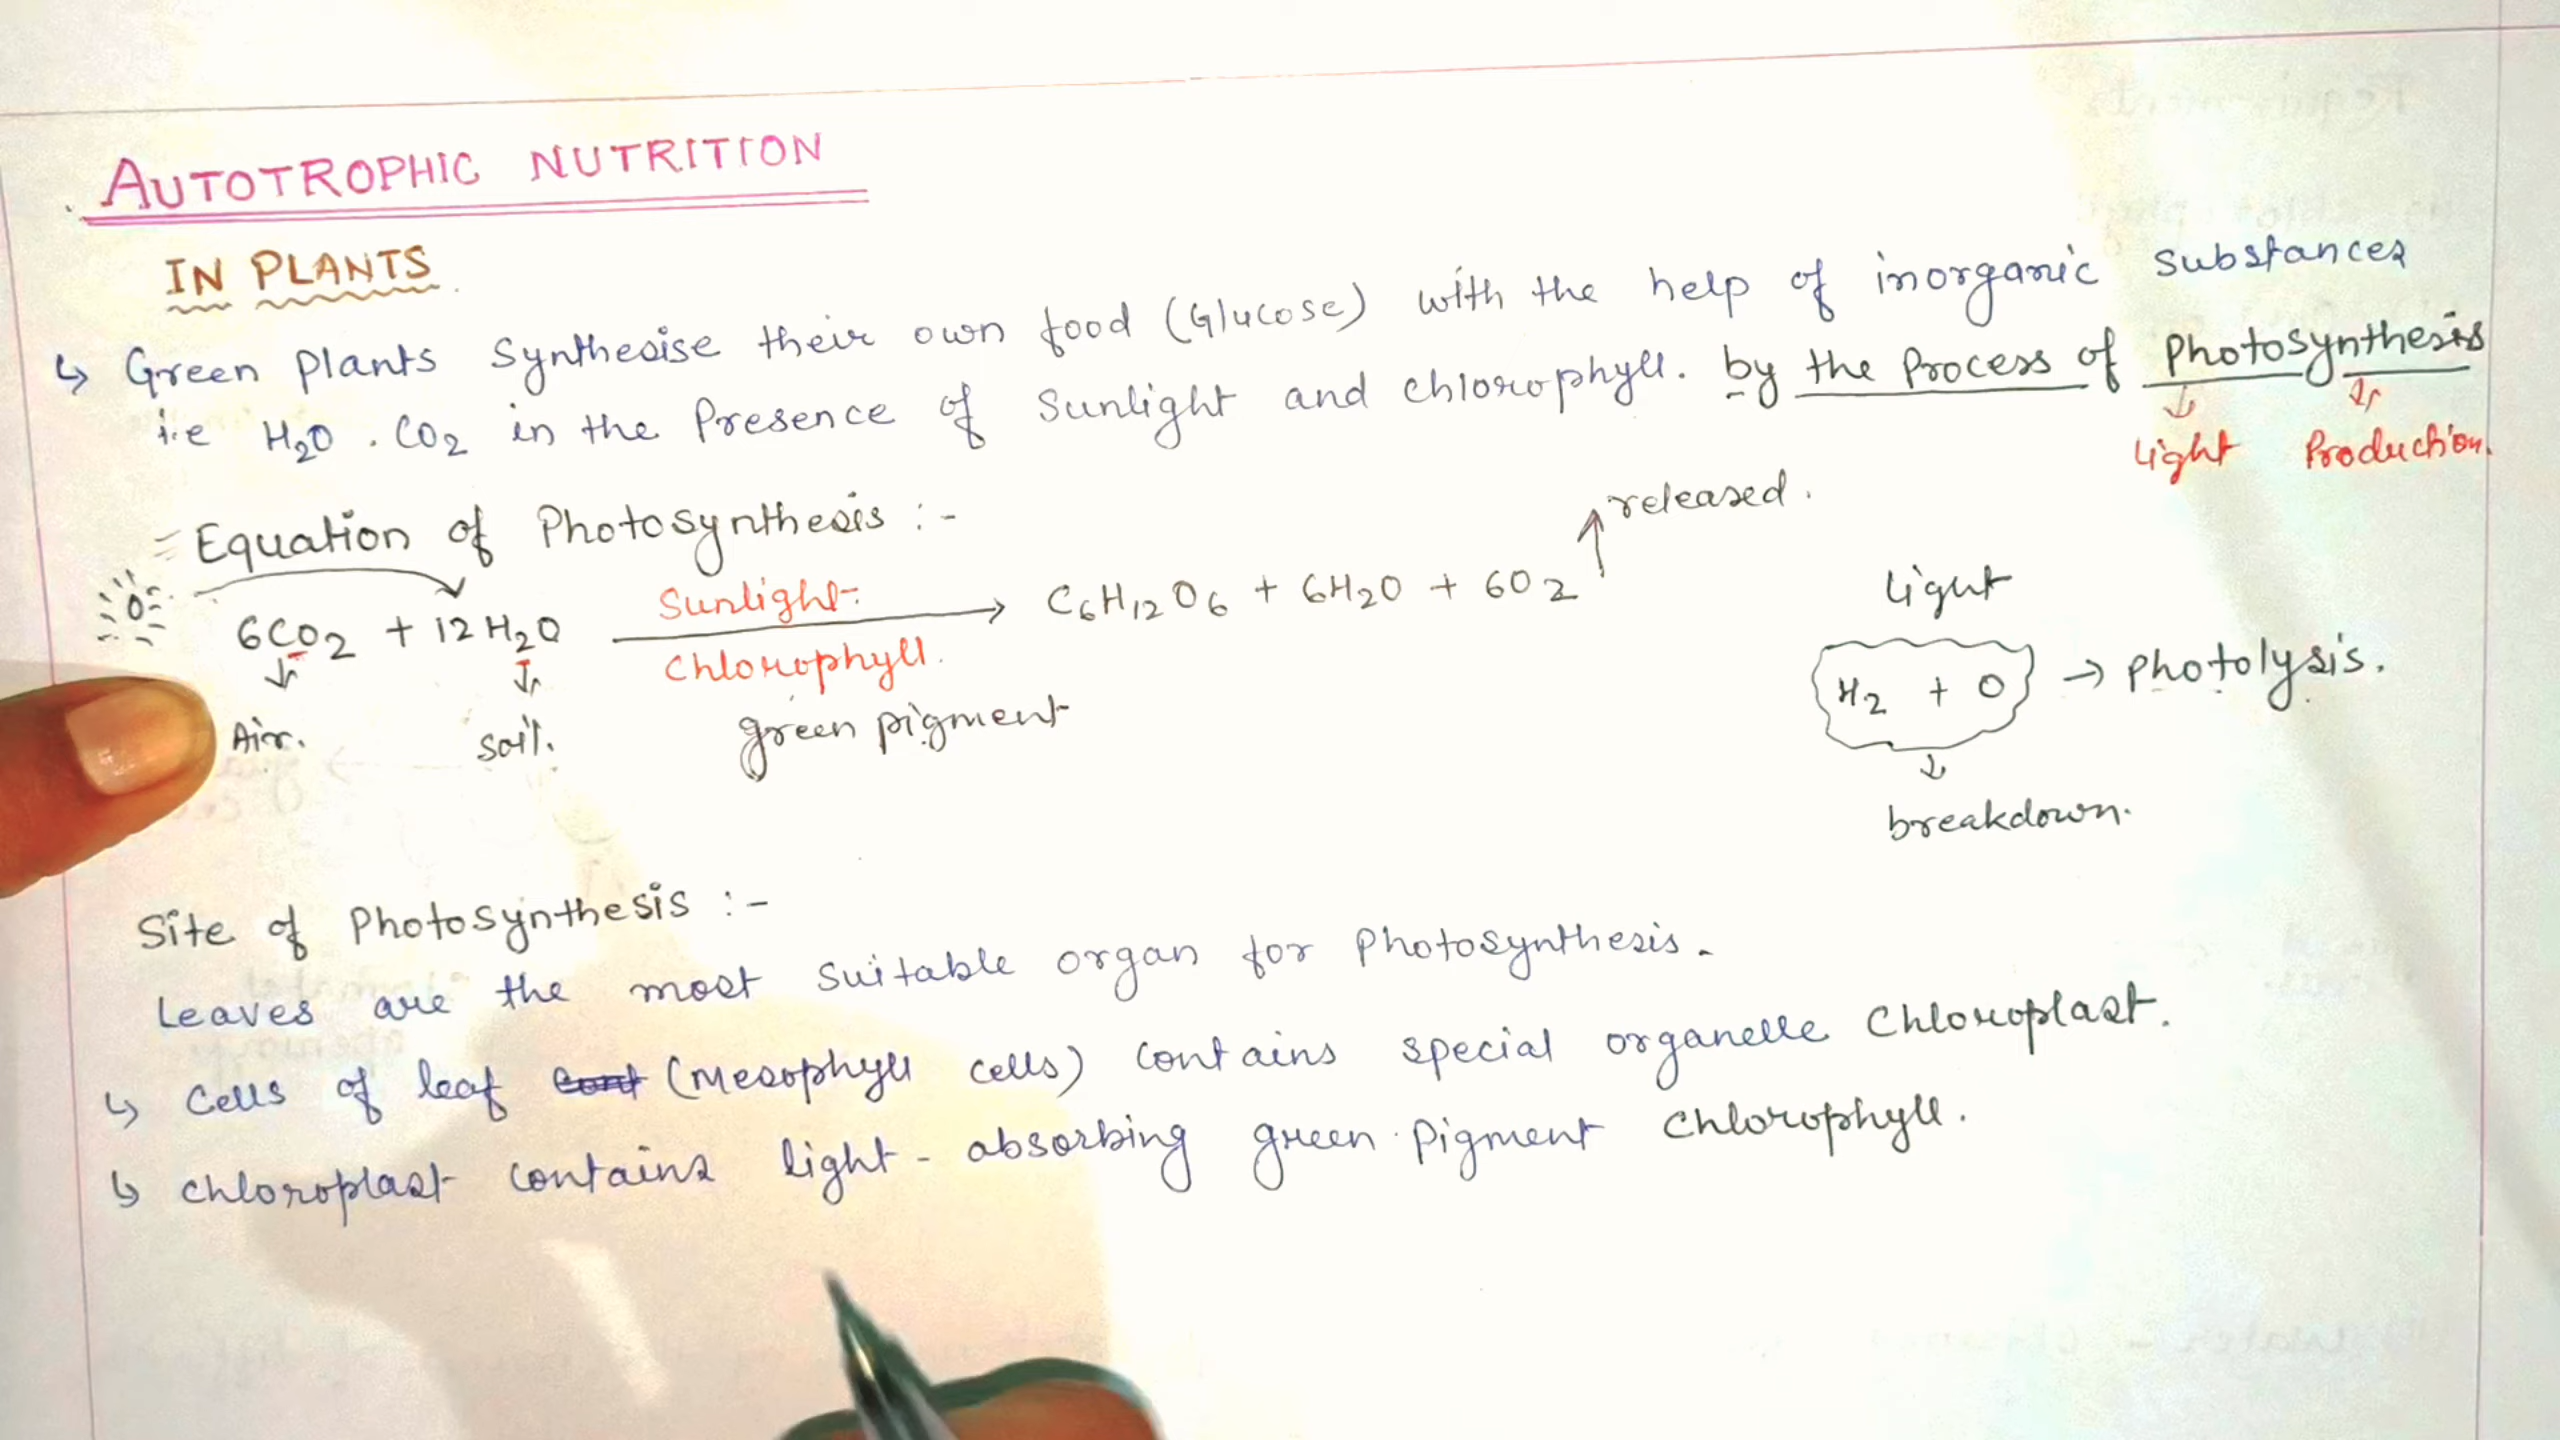 AUTOTROPHIC NUTRITION
IN PLANTS
↳ Green plants synthesise their own food (Glucose) with the help of inorganic substances
i.e H₂O . CO₂ in the presence of sunlight and chlorophyll. by the process of photosynthesis
light production.
Equation of Photosynthesis :-
released.
6CO₂ + 12H₂O Sunlight → C₆H₁₂O₆ + 6H₂O + 6O₂ ↑
chlorophyll.
Air. soil. green pigment
light
H₂ + O → photolysis.
breakdown.
Site of Photosynthesis :-
Leaves are the most suitable organ for photosynthesis.
↳ cells of leaf cont (mesophyll cells) contains special organelle chloroplast.
↳ chloroplast contains light-absorbing green pigment chlorophyll.